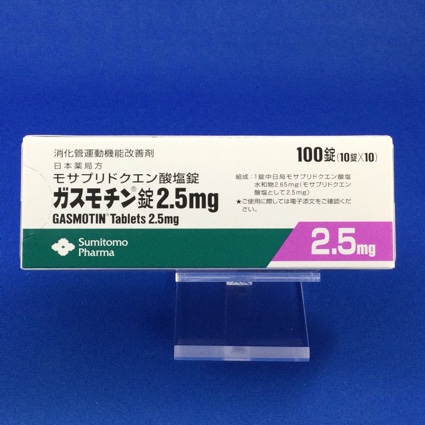 消化管運動機能改善剤
日本薬局方
モサプリドクエン酸塩錠
ガスモチン®錠2.5mg
GASMOTIN® Tablets 2.5mg
Sumitomo
Pharma
100錠(10錠×10)
組成：1錠中日局モサプリドクエン酸塩
水和物2.65mg(モサプリドクエン
酸塩として2.5mg)
★ご使用に際しては電子添文をご確認くだ
さい。
2.5mg